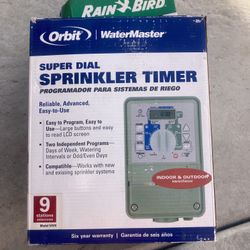 RAIN BIRD
Orbit WaterMaster
SUPER DIAL
SPRINKLER TIMER
PROGRAMADOR PARA SISTEMAS DE RIEGO
Reliable, Advanced,
Easy-to-Use
• Easy to Program, Easy to
Use—Large buttons and easy
to read LCD screen
• Two Independent Programs—
Days of Week, Watering
Intervals or Odd/Even Days
• Compatible—Works with new
and existing sprinkler systems
INDOOR & OUTDOOR
9
stations
Six year warranty | Garantía de seis años